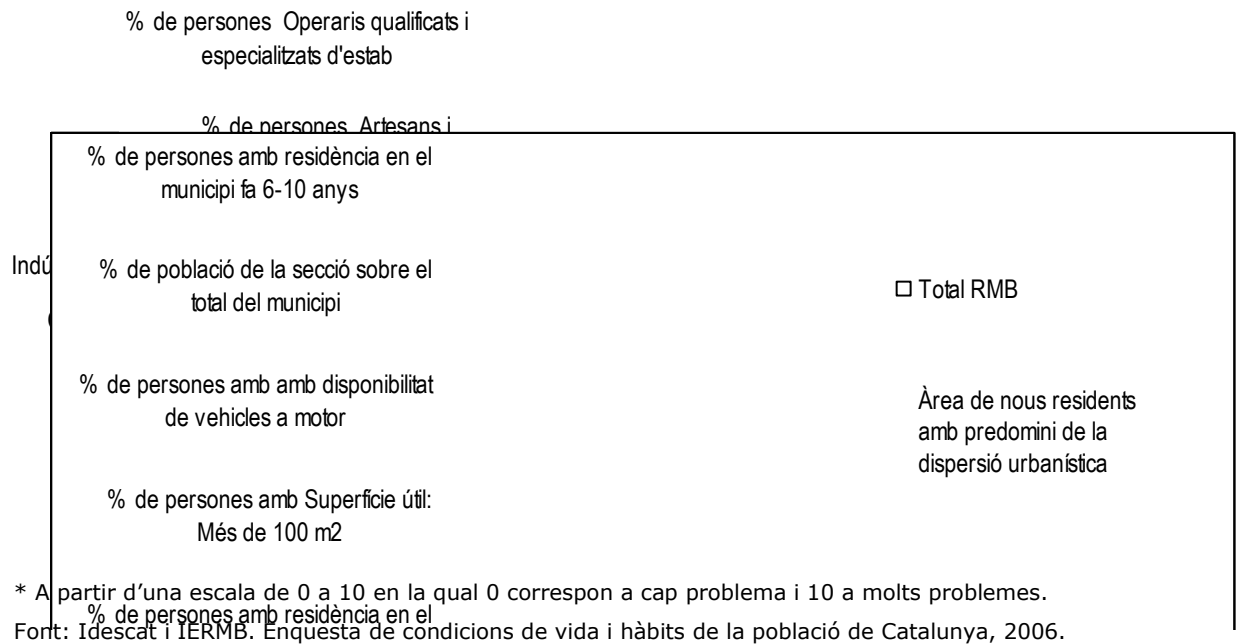 % de persones Operaris qualificats i
especialitzats d'estab
% de persones Artesans i
% de persones amb residència en el
municipi fa 6-10 anys
Indú
% de població de la secció sobre el
total del municipi
□ Total RMB
% de persones amb amb disponibilitat
de vehicles a motor
Àrea de nous residents
amb predomini de la
dispersió urbanística
% de persones amb Superfície útil:
Més de 100 m2
* A partir d’una escala de 0 a 10 en la qual 0 correspon a cap problema i 10 a molts problemes.
% de persones amb residència en el
Font: Idescat i IERMB. Enquesta de condicions de vida i hàbits de la població de Catalunya, 2006.